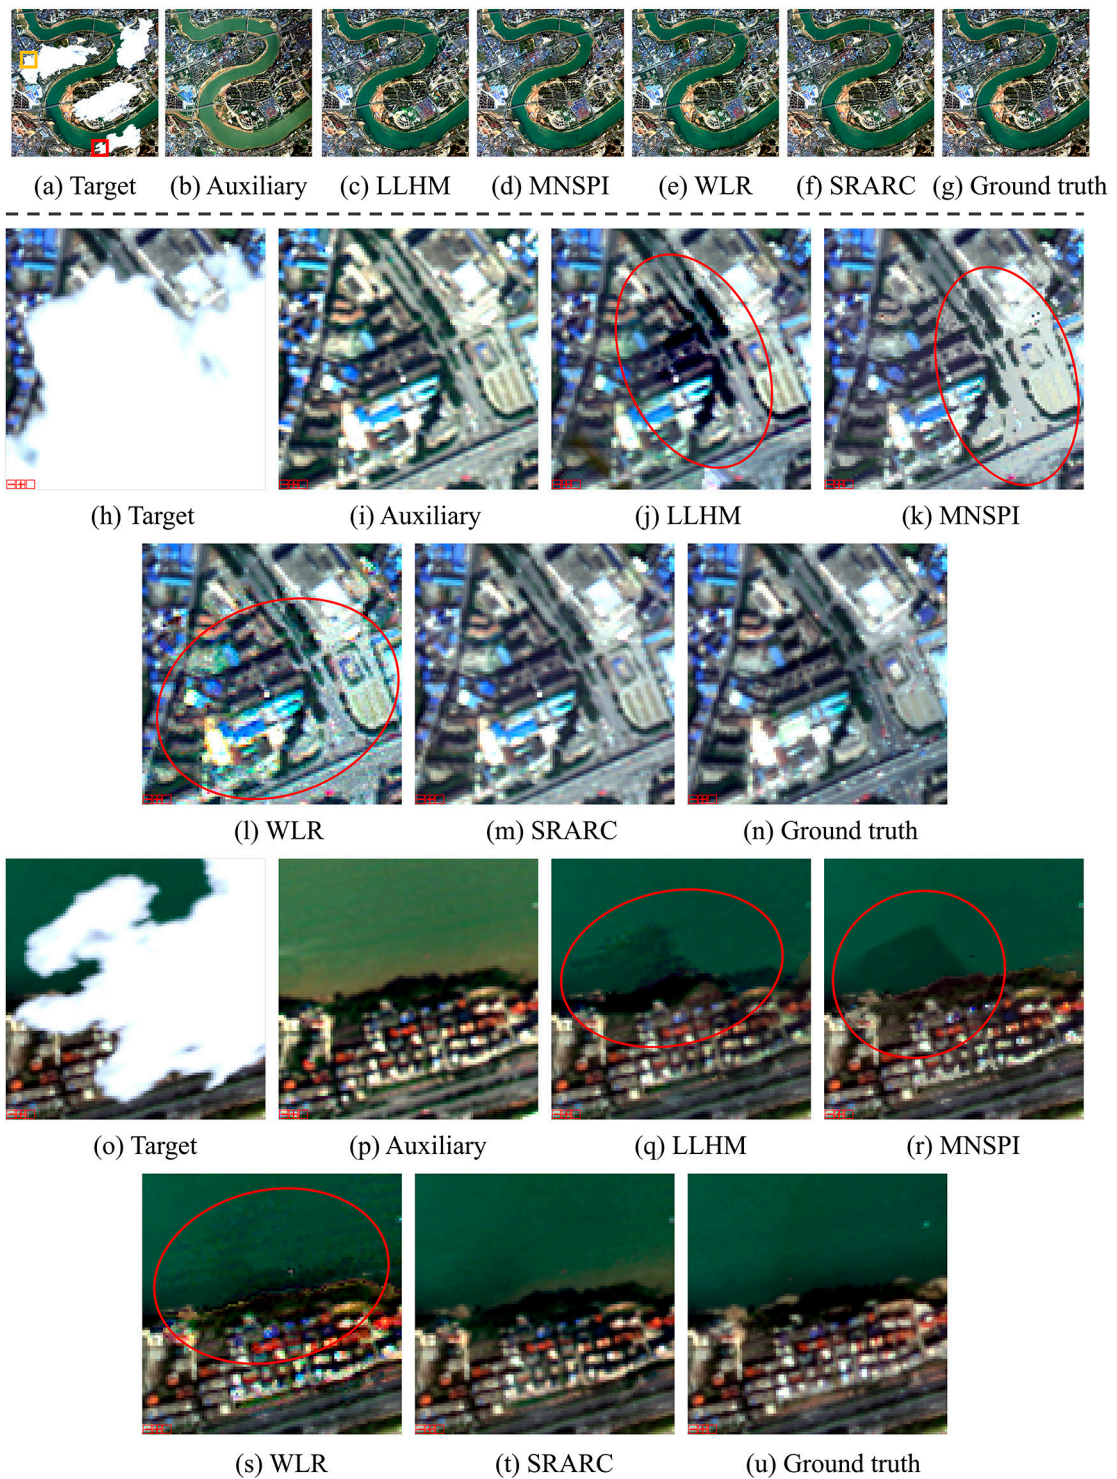 (a) Target (b) Auxiliary (c) LLHM (d) MNSPI (e) WLR (f) SRARC (g) Ground truth
(h) Target (i) Auxiliary (j) LLHM (k) MNSPI
(l) WLR (m) SRARC (n) Ground truth
(o) Target (p) Auxiliary (q) LLHM (r) MNSPI
(s) WLR (t) SRARC (u) Ground truth